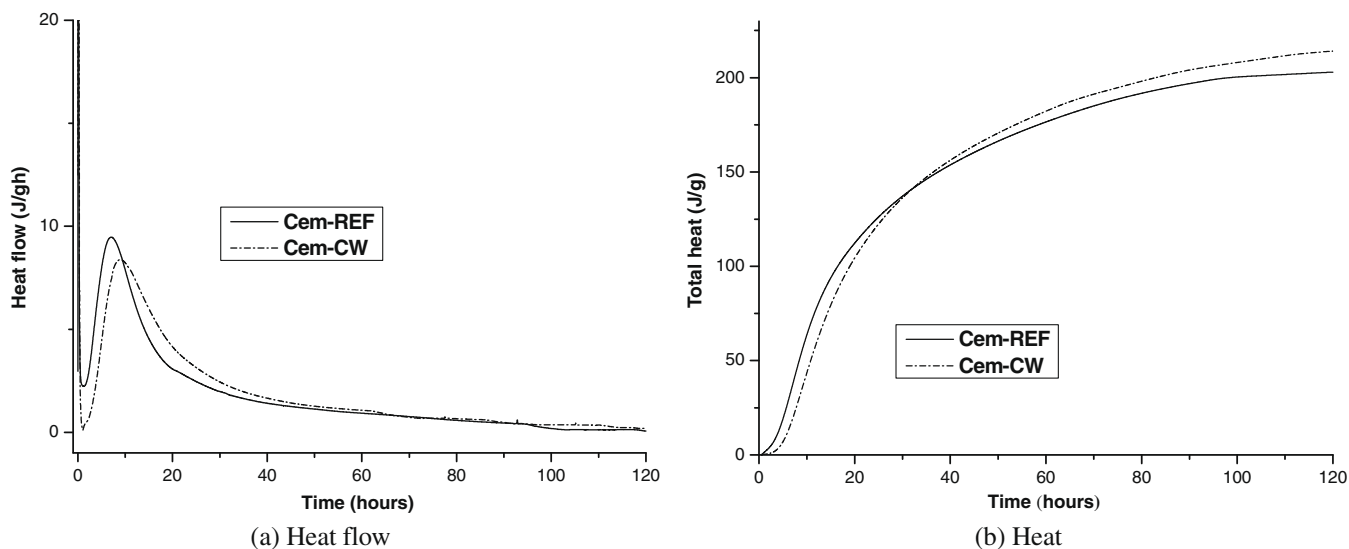 20
10
0
Heat flow (J/gh)
Cem-REF
Cem-CW
0 20 40 60 80 100 120
Time (hours)
(a) Heat flow
200
150
100
50
0
Total heat (J/g)
Cem-REF
Cem-CW
0 20 40 60 80 100 120
Time (hours)
(b) Heat